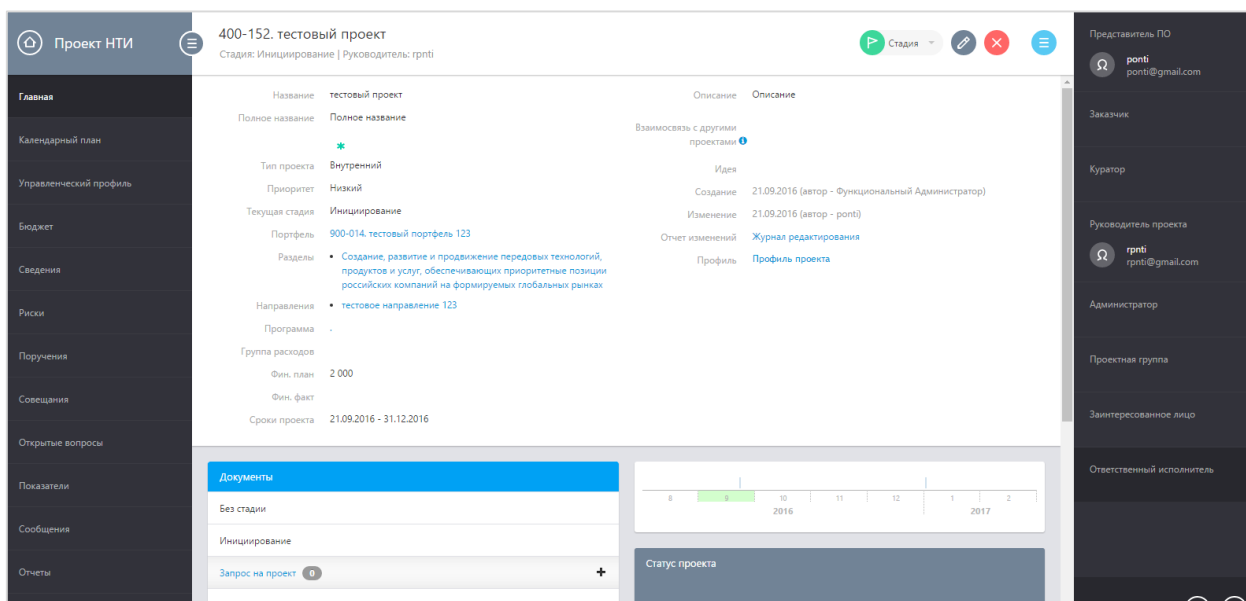 Проект НТИ
Главная
Календарный план
Управленческий профиль
Бюджет
Сведения
Риски
Поручения
Совещания
Открытые вопросы
Показатели
Сообщения
Отчеты
400-152. тестовый проект
Стадия: Инициирование | Руководитель: rpnti
Стадия
Название тестовый проект
Полное название Полное название
Тип проекта Внутренний
Приоритет Низкий
Текущая стадия Инициирование
Портфель 900-014. тестовый портфель 123
Разделы • Создание, развитие и продвижение передовых технологий,
продуктов и услуг, обеспечивающих приоритетные позиции
российских компаний на формируемых глобальных рынках
Направления • тестовое направление 123
Программа .
Группа расходов
Фин. план 2 000
Фин. факт
Сроки проекта 21.09.2016 - 31.12.2016
Описание Описание
Взаимосвязь с другими
проектами
Идея
Создание 21.09.2016 (автор - Функциональный Администратор)
Изменение 21.09.2016 (автор - ponti)
Отчет изменений Журнал редактирования
Профиль Профиль проекта
Документы
Без стадии
Инициирование
Запрос на проект 0 +
8 9 10 11 12 1 2
2016 2017
Статус проекта
Представитель ПО
ponti
ponti@gmail.com
Заказчик
Куратор
Руководитель проекта
rpnti
rpnti@gmail.com
Администратор
Проектная группа
Заинтересованное лицо
Ответственный исполнитель